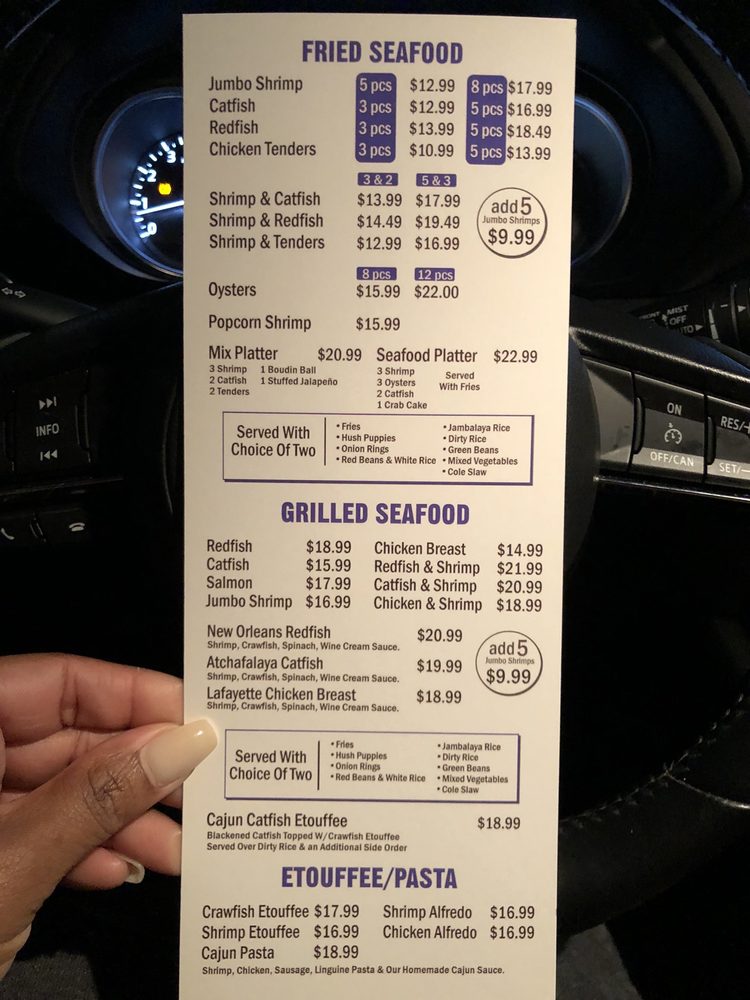 FRIED SEAFOOD
Jumbo Shrimp 5 pcs $12.99 8 pcs $17.99
Catfish 3 pcs $12.99 5 pcs $16.99
Redfish 3 pcs $13.99 5 pcs $18.49
Chicken Tenders 3 pcs $10.99 5 pcs $13.99
3 & 2 5 & 3
Shrimp & Catfish $13.99 $17.99
Shrimp & Redfish $14.49 $19.49
Shrimp & Tenders $12.99 $16.99
add 5
Jumbo Shrimps
$9.99
8 pcs 12 pcs
Oysters $15.99 $22.00
Popcorn Shrimp $15.99
Mix Platter $20.99 Seafood Platter $22.99
3 Shrimp 1 Boudin Ball
2 Catfish 1 Stuffed Jalapeño
2 Tenders
3 Shrimp
3 Oysters
2 Catfish
1 Crab Cake
Served
With Fries
Served With
Choice Of Two
• Fries
• Hush Puppies
• Onion Rings
• Red Beans & White Rice
• Jambalaya Rice
• Dirty Rice
• Green Beans
• Mixed Vegetables
• Cole Slaw
GRILLED SEAFOOD
Redfish $18.99 Chicken Breast $14.99
Catfish $15.99 Redfish & Shrimp $21.99
Salmon $17.99 Catfish & Shrimp $20.99
Jumbo Shrimp $16.99 Chicken & Shrimp $18.99
New Orleans Redfish $20.99
Shrimp, Crawfish, Spinach, Wine Cream Sauce.
Atchafalaya Catfish $19.99
Shrimp, Crawfish, Spinach, Wine Cream Sauce.
Lafayette Chicken Breast $18.99
Shrimp, Crawfish, Spinach, Wine Cream Sauce.
add 5
Jumbo Shrimps
$9.99
Served With
Choice Of Two
• Fries
• Hush Puppies
• Onion Rings
• Red Beans & White Rice
• Jambalaya Rice
• Dirty Rice
• Green Beans
• Mixed Vegetables
• Cole Slaw
Cajun Catfish Etouffee $18.99
Blackened Catfish Topped W/Crawfish Etouffee
Served Over Dirty Rice & an Additional Side Order
ETOUFFEE/PASTA
Crawfish Etouffee $17.99 Shrimp Alfredo $16.99
Shrimp Etouffee $16.99 Chicken Alfredo $16.99
Cajun Pasta $18.99
Shrimp, Chicken, Sausage, Linguine Pasta & Our Homemade Cajun Sauce.
INFO
ON
OFF/CAN
RES/+
SET/−
MIST
OFF
3
2
1
0